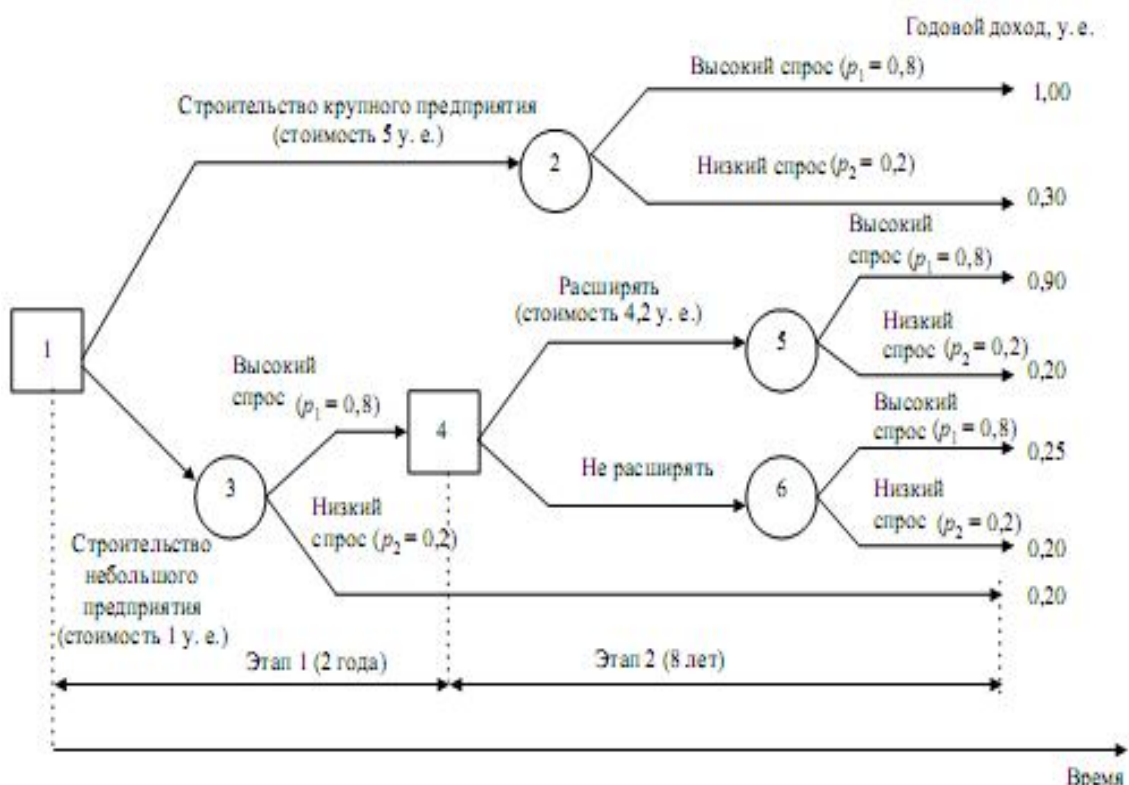 Годовой доход, у. е.
Высокий спрос (p₁ = 0,8)
1,00
Строительство крупного предприятия
(стоимость 5 у. е.)
2
Низкий спрос (p₂ = 0,2)
0,30
Высокий
спрос (p₁ = 0,8)
0,90
Расширять
(стоимость 4,2 у. е.)
5
Низкий
спрос (p₂ = 0,2)
0,20
1
Высокий
спрос (p₁ = 0,8)
4
Высокий
спрос (p₁ = 0,8)
0,25
Не расширять
6
3
Низкий
спрос (p₂ = 0,2)
0,20
Низкий
спрос (p₂ = 0,2)
0,20
Строительство
небольшого
предприятия
(стоимость 1 у. е.)
Этап 1 (2 года)
Этап 2 (8 лет)
Время